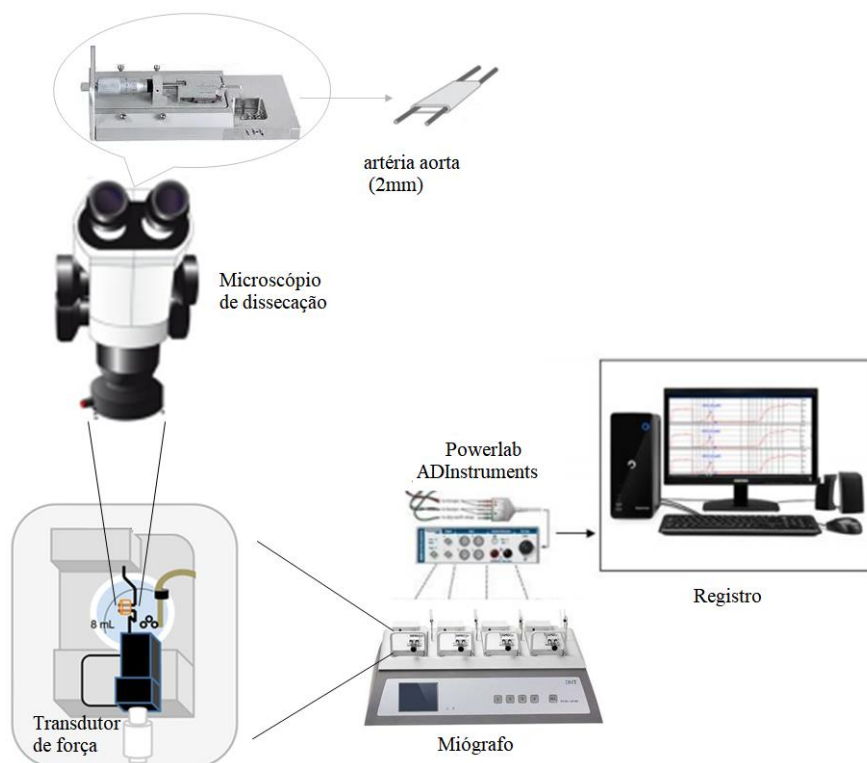 artéria aorta
(2mm)
Microscópio
de dissecação
Powerlab
ADInstruments
Registro
8 mL
Transdutor
de força
Miógrafo